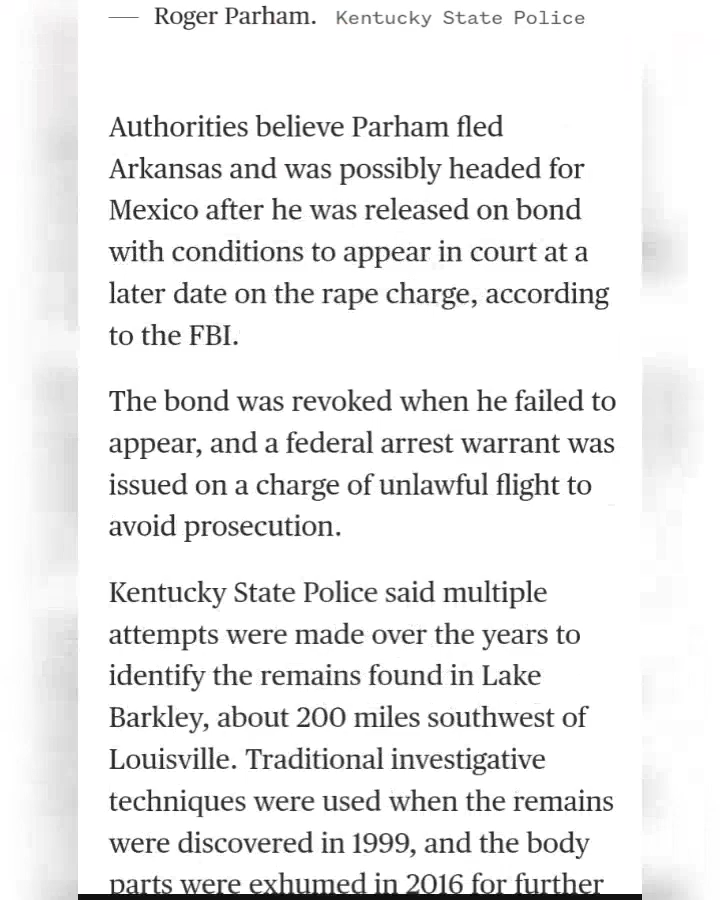 — Roger Parham. Kentucky State Police
Authorities believe Parham fled
Arkansas and was possibly headed for
Mexico after he was released on bond
with conditions to appear in court at a
later date on the rape charge, according
to the FBI.
The bond was revoked when he failed to
appear, and a federal arrest warrant was
issued on a charge of unlawful flight to
avoid prosecution.
Kentucky State Police said multiple
attempts were made over the years to
identify the remains found in Lake
Barkley, about 200 miles southwest of
Louisville. Traditional investigative
techniques were used when the remains
were discovered in 1999, and the body
parts were exhumed in 2016 for further